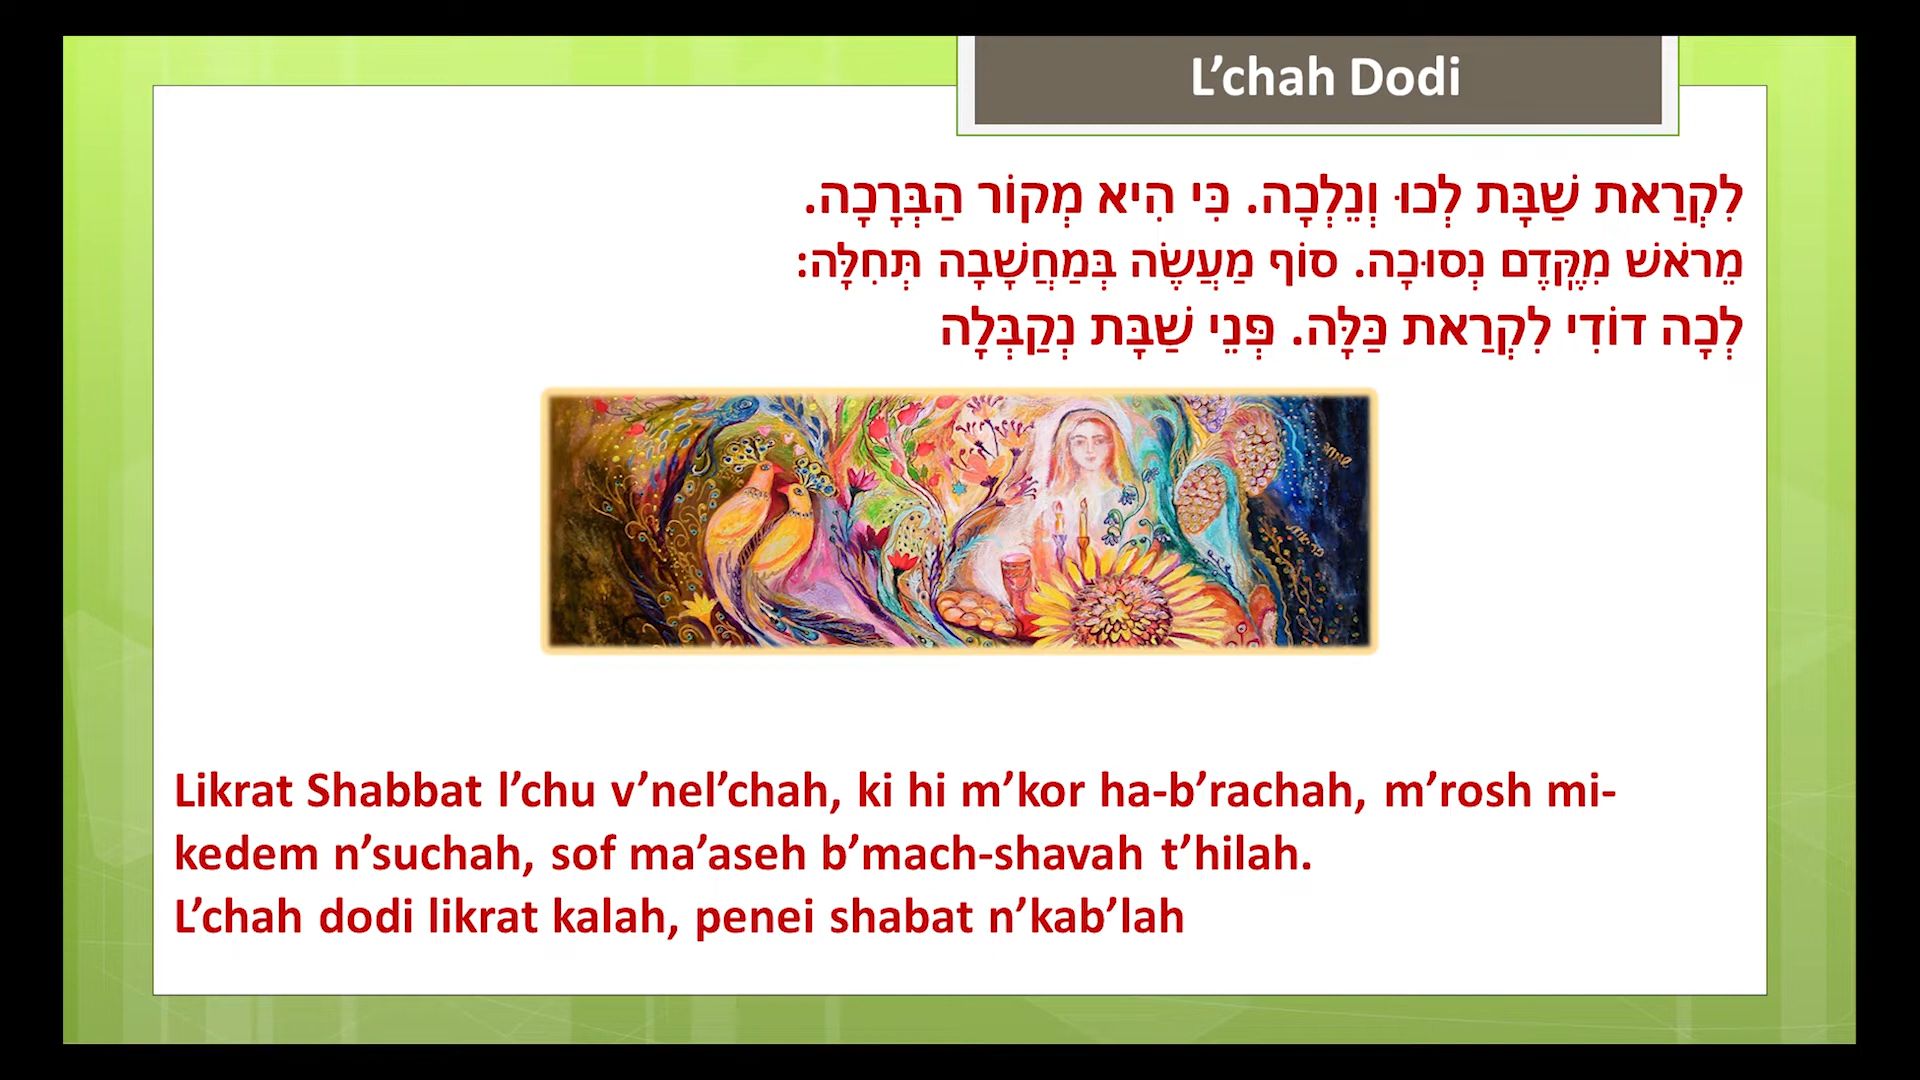 L’chah Dodi
לִקְרַאת שַׁבָּת לְכוּ וְנֵלְכָה. כִּי הִיא מְקוֹר הַבְּרָכָה.
מֵרֹאשׁ מִקֶּדֶם נְסוּכָה. סוֹף מַעֲשֶׂה בְּמַחֲשָׁבָה תְּחִלָּה:
לְכָה דוֹדִי לִקְרַאת כַּלָּה. פְּנֵי שַׁבָּת נְקַבְּלָה
Likrat Shabbat l’chu v’nel’chah, ki hi m’kor ha-b’rachah, m’rosh mi-
kedem n’suchah, sof ma’aseh b’mach-shavah t’hilah.
L’chah dodi likrat kalah, penei shabat n’kab’lah